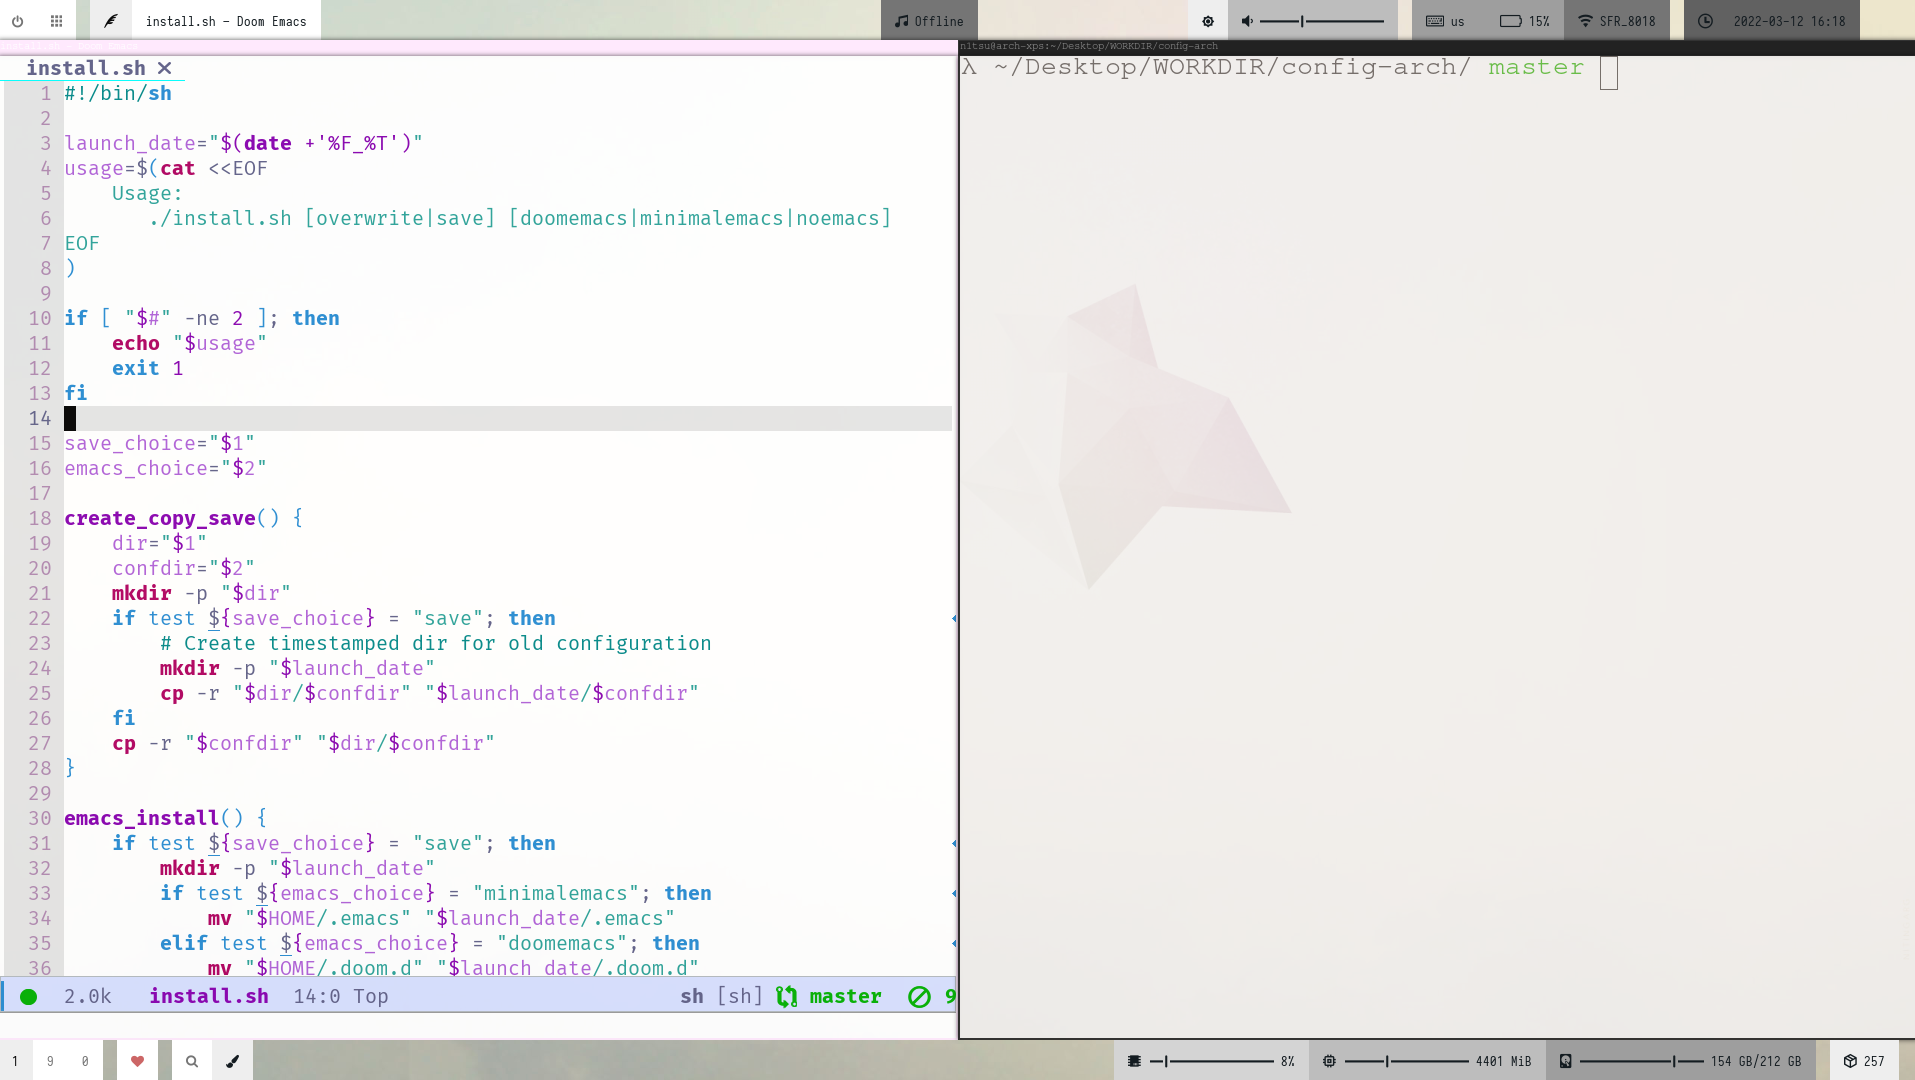 install.sh – Doom Emacs
Offline
us
15%
SFR_8018
2022-03-12 16:18
n1tsu@arch-xps:~/Desktop/WORKDIR/config-arch
install.sh ×
λ ~/Desktop/WORKDIR/config-arch/ master
1 #!/bin/sh
2
3 launch_date="$(date +'%F_%T')"
4 usage=$(cat <<EOF
5     Usage:
6        ./install.sh [overwrite|save] [doomemacs|minimalemacs|noemacs]
7 EOF
8 )
9
10 if [ "$#" -ne 2 ]; then
11     echo "$usage"
12     exit 1
13 fi
14
15 save_choice="$1"
16 emacs_choice="$2"
17
18 create_copy_save() {
19     dir="$1"
20     confdir="$2"
21     mkdir -p "$dir"
22     if test ${save_choice} = "save"; then
23         # Create timestamped dir for old configuration
24         mkdir -p "$launch_date"
25         cp -r "$dir/$confdir" "$launch_date/$confdir"
26     fi
27     cp -r "$confdir" "$dir/$confdir"
28 }
29
30 emacs_install() {
31     if test ${save_choice} = "save"; then
32         mkdir -p "$launch_date"
33         if test ${emacs_choice} = "minimalemacs"; then
34             mv "$HOME/.emacs" "$launch_date/.emacs"
35         elif test ${emacs_choice} = "doomemacs"; then
36             mv "$HOME/.doom.d" "$launch_date/.doom.d"
2.0k install.sh 14:0 Top sh [sh] master 9
1 9 0
8%
4401 MiB
154 GB/212 GB
257